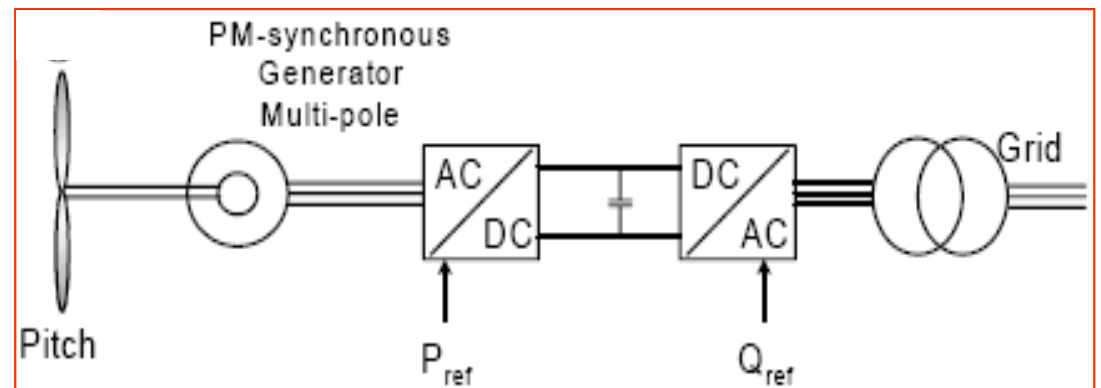 PM-synchronous
Generator
Multi-pole
Grid
AC
DC
DC
AC
Pitch
Pref
Qref